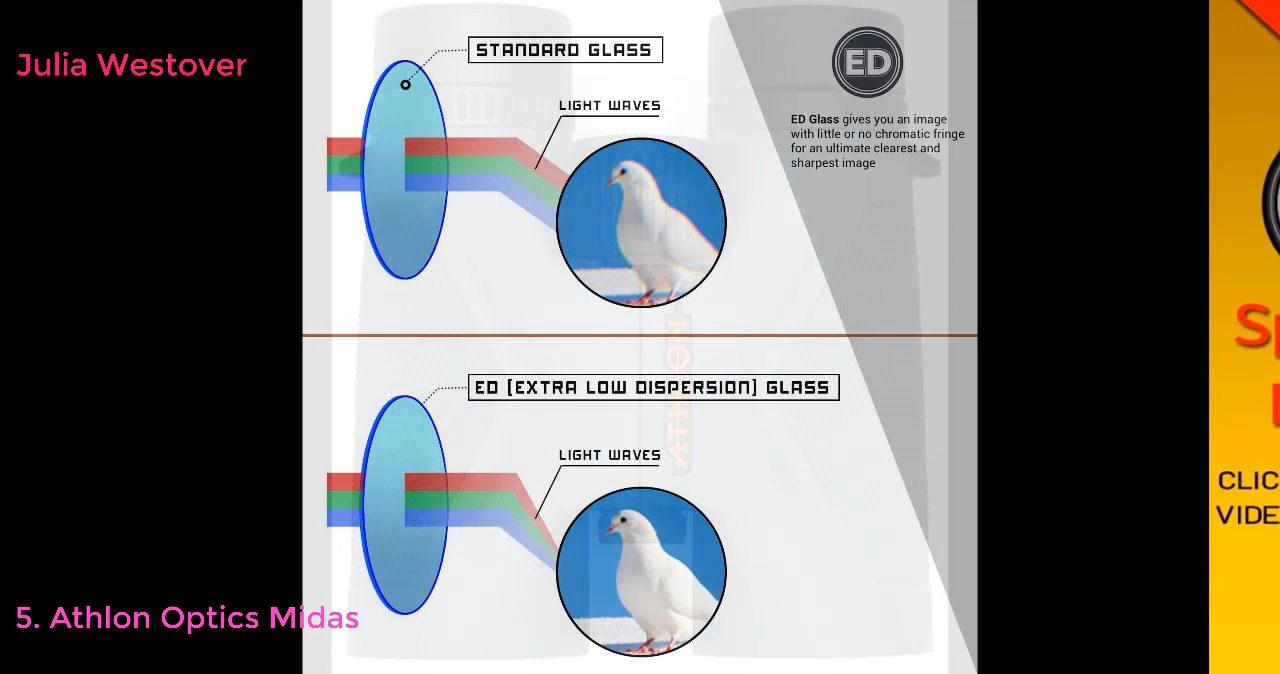 Julia Westover
STANDARD GLASS
LIGHT WAVES
ED
ED Glass gives you an image
with little or no chromatic fringe
for an ultimate clearest and
sharpest image
ED [EXTRA LOW DISPERSION] GLASS
LIGHT WAVES
5. Athlon Optics Midas
Sp
CLIC
VIDE